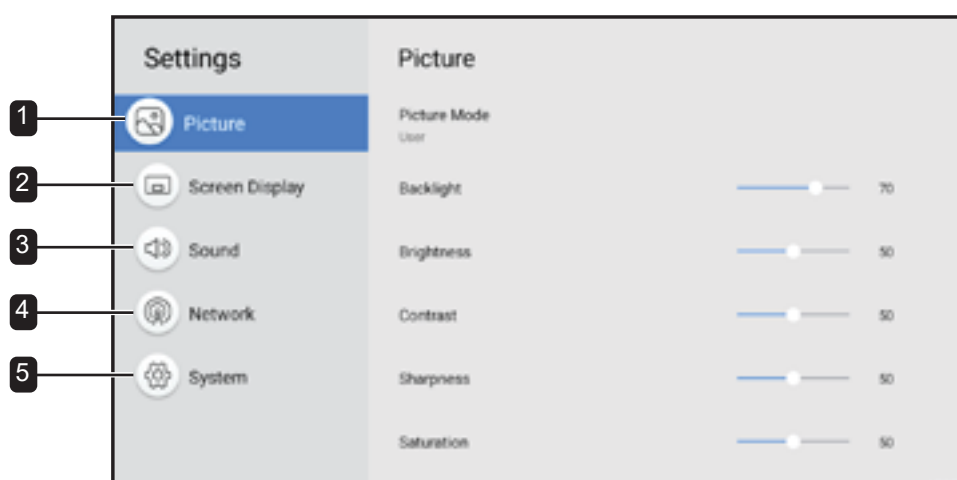 Settings
Picture
1 Picture
2 Screen Display
3 Sound
4 Network
5 System
Picture Mode
User
Backlight 70
Brightness 50
Contrast 50
Sharpness 50
Saturation 50